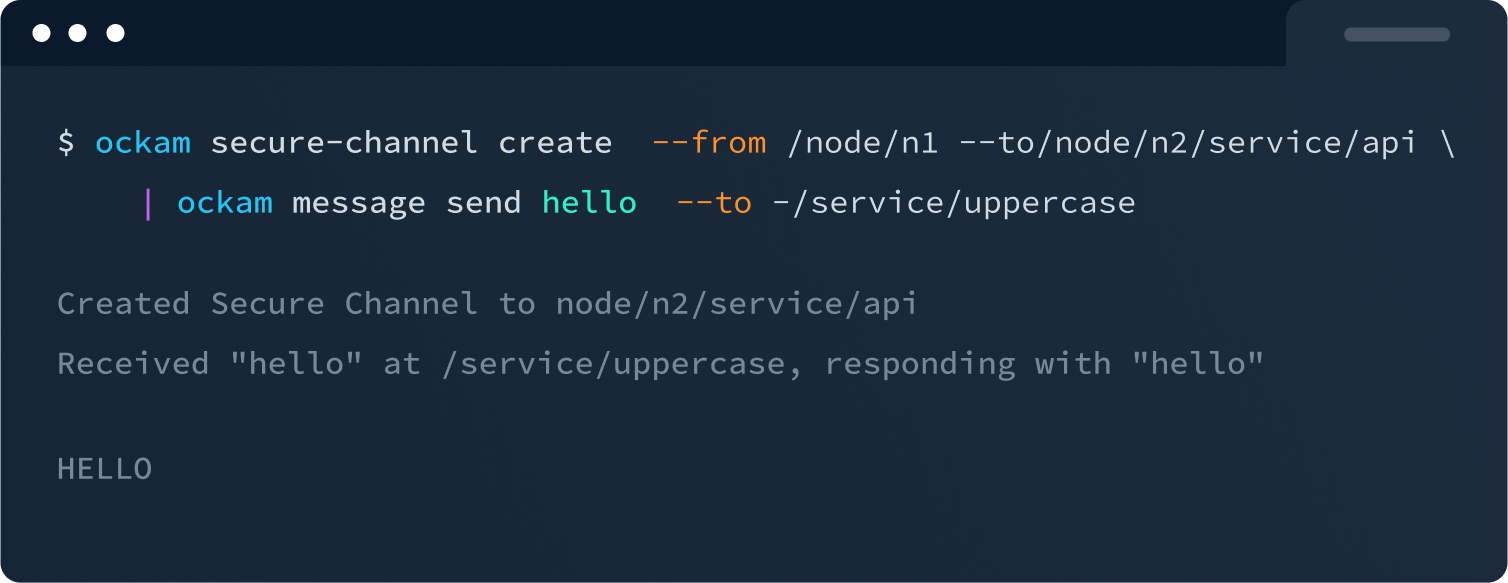 $ ockam secure-channel create  --from /node/n1 --to/node/n2/service/api \
| ockam message send hello  --to -/service/uppercase
Created Secure Channel to node/n2/service/api
Received "hello" at /service/uppercase, responding with "hello"
HELLO